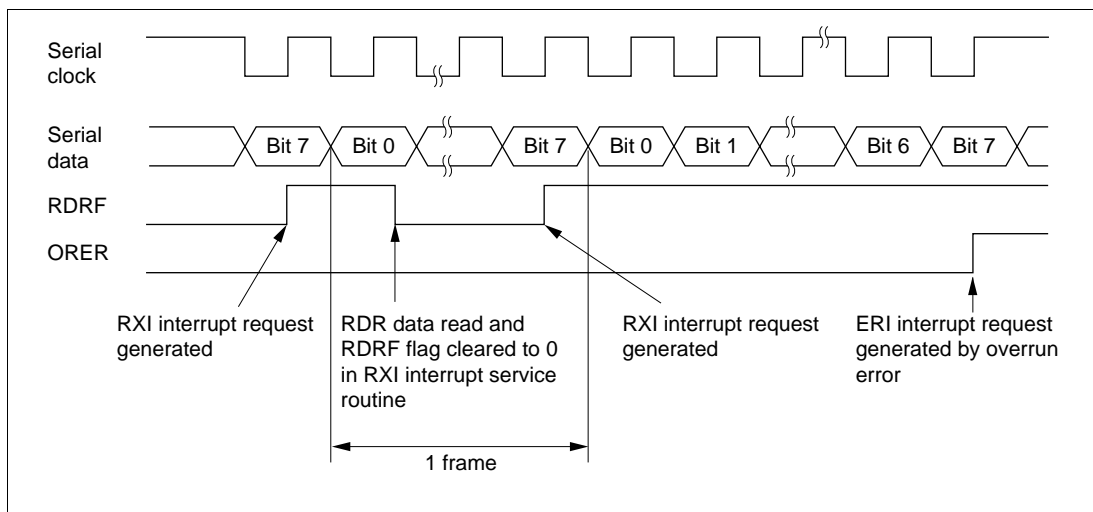 Serial
clock
Serial
data
Bit 7
Bit 0
Bit 7
Bit 0
Bit 1
Bit 6
Bit 7
RDRF
ORER
RXI interrupt request
generated
RDR data read and
RDRF flag cleared to 0
in RXI interrupt service
routine
RXI interrupt request
generated
ERI interrupt request
generated by overrun
error
1 frame